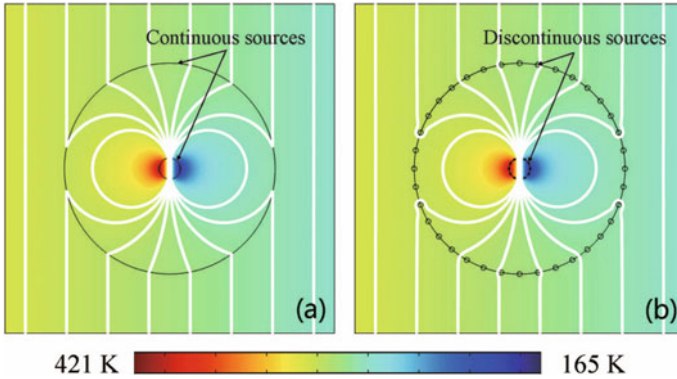 Continuous sources
Discontinuous sources
(a)
(b)
421 K
165 K